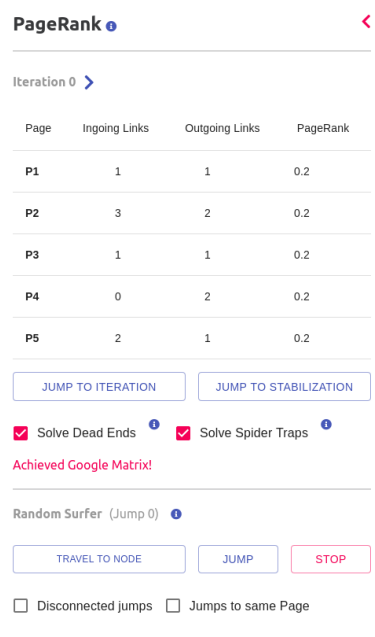 PageRank
Iteration 0
Page Ingoing Links Outgoing Links PageRank
P1 1 1 0.2
P2 3 2 0.2
P3 1 1 0.2
P4 0 2 0.2
P5 2 1 0.2
JUMP TO ITERATION JUMP TO STABILIZATION
Solve Dead Ends Solve Spider Traps
Achieved Google Matrix!
Random Surfer (Jump 0)
TRAVEL TO NODE JUMP STOP
Disconnected jumps Jumps to same Page